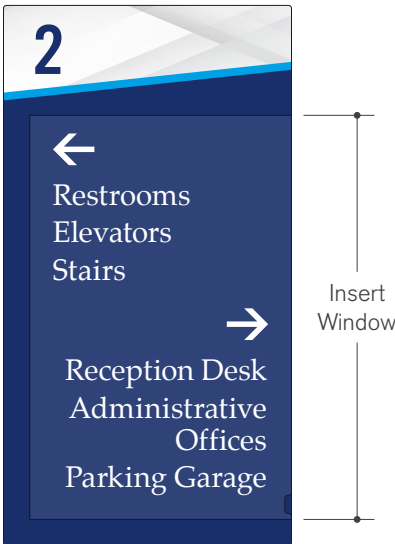 2
←
Restrooms
Elevators
Stairs
→
Reception Desk
Administrative
Offices
Parking Garage
Insert
Window